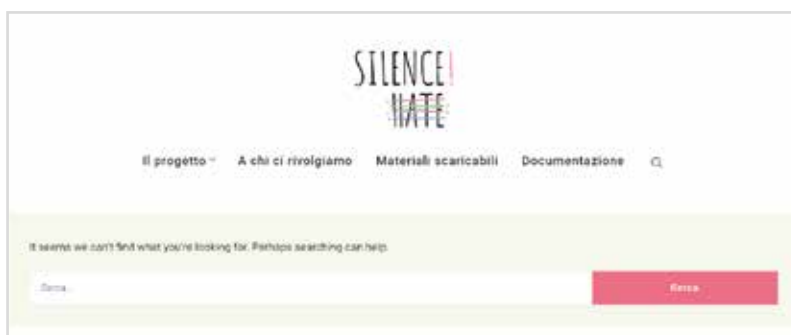 SILENCE!
HATE
Il progetto A chi ci rivolgiamo Materiali scaricabili Documentazione
It seems we can't find what you're looking for. Perhaps searching can help.
Cerca... Cerca